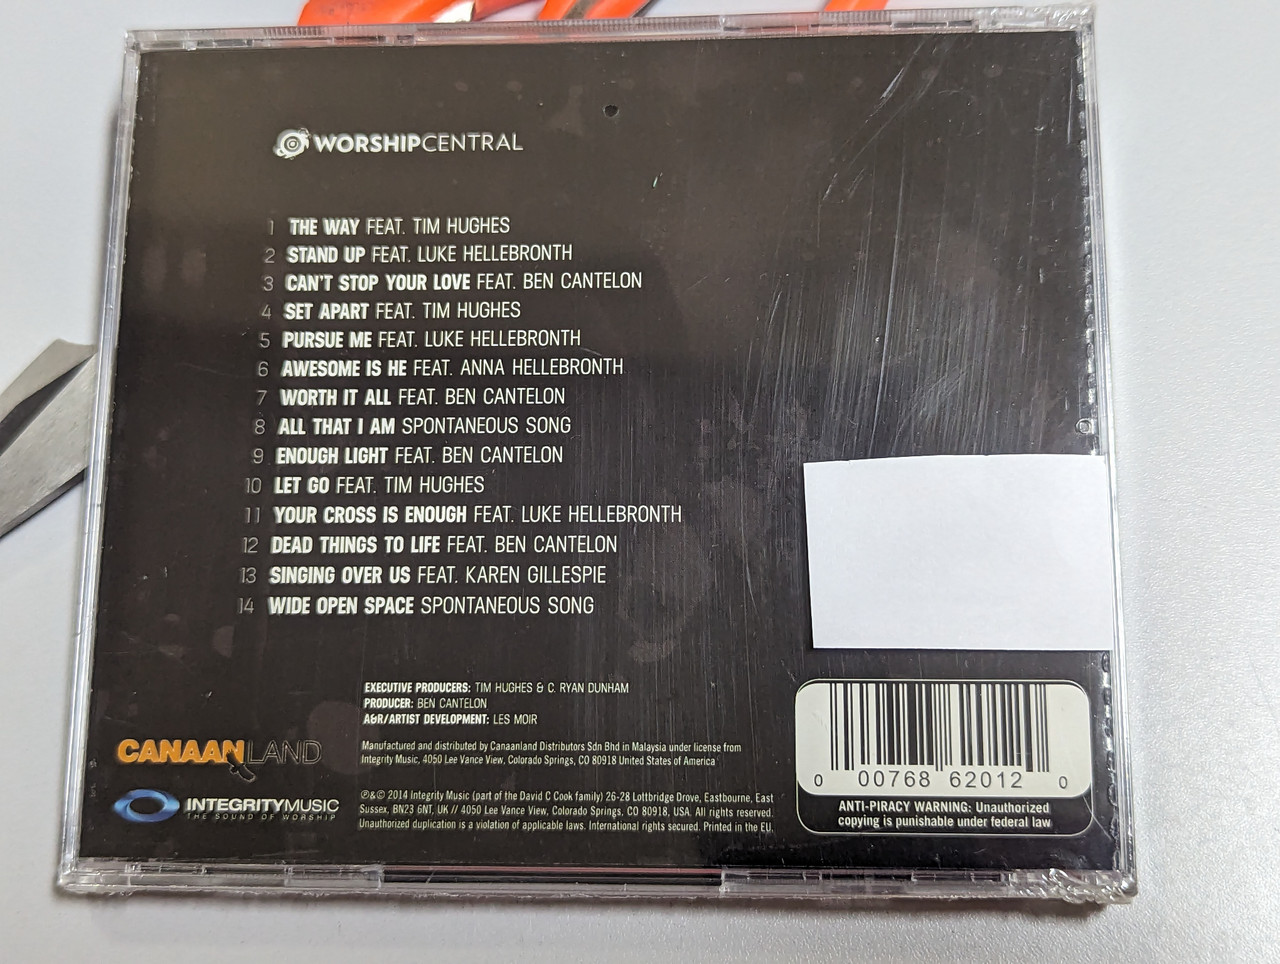 WORSHIPCENTRAL
1 THE WAY FEAT. TIM HUGHES
2 STAND UP FEAT. LUKE HELLEBRONTH
3 CAN'T STOP YOUR LOVE FEAT. BEN CANTELON
4 SET APART FEAT. TIM HUGHES
5 PURSUE ME FEAT. LUKE HELLEBRONTH
6 AWESOME IS HE FEAT. ANNA HELLEBRONTH
7 WORTH IT ALL FEAT. BEN CANTELON
8 ALL THAT I AM SPONTANEOUS SONG
9 ENOUGH LIGHT FEAT. BEN CANTELON
10 LET GO FEAT. TIM HUGHES
11 YOUR CROSS IS ENOUGH FEAT. LUKE HELLEBRONTH
12 DEAD THINGS TO LIFE FEAT. BEN CANTELON
13 SINGING OVER US FEAT. KAREN GILLESPIE
14 WIDE OPEN SPACE SPONTANEOUS SONG
EXECUTIVE PRODUCERS: TIM HUGHES & C. RYAN DUNHAM
PRODUCER: BEN CANTELON
A&R/ARTIST DEVELOPMENT: LES MOIR
CANAANLAND
Manufactured and distributed by Canaanland Distributors Sdn Bhd in Malaysia under license from
Integrity Music, 4050 Lee Vance View, Colorado Springs, CO 80918 United States of America
INTEGRITYMUSIC
THE SOUND OF WORSHIP
℗&© 2014 Integrity Music (part of the David C Cook family) 26-28 Lottbridge Drove, Eastbourne, East
Sussex, BN23 6NT, UK // 4050 Lee Vance View, Colorado Springs, CO 80918, USA. All rights reserved.
Unauthorized duplication is a violation of applicable laws. International rights secured. Printed in the EU.
0 00768 62012 0
ANTI-PIRACY WARNING: Unauthorized
copying is punishable under federal law